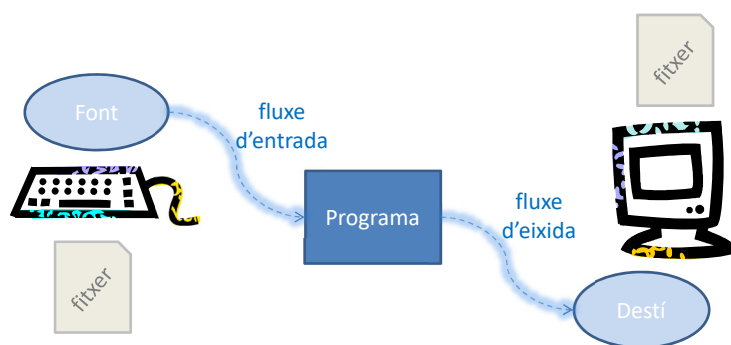 fitxer
Font
fluxe
d'entrada
Programa
fluxe
d'eixida
fitxer
Destí